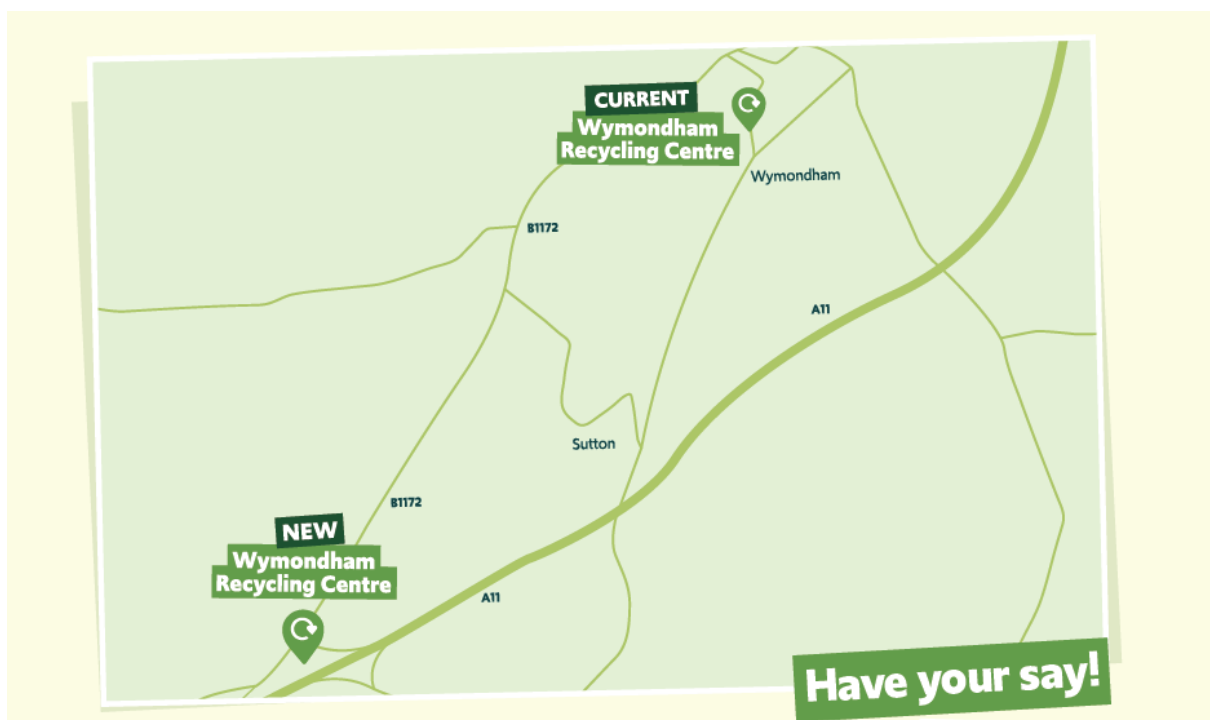 CURRENT
Wymondham
Recycling Centre
Wymondham
B1172
A11
Sutton
B1172
NEW
Wymondham
Recycling Centre
A11
Have your say!